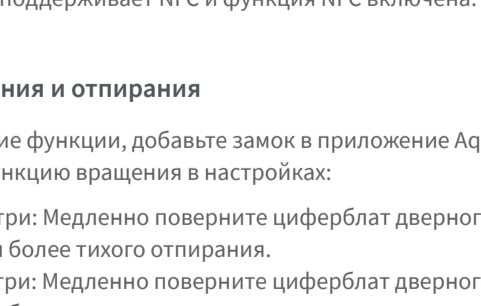 поддерживает NFC и функция NFC включена.
ния и отпирания
ие функции, добавьте замок в приложение Aq
нкцию вращения в настройках:
три: Медленно поверните циферблат дверног
более тихого отпирания.
три: Медленно поверните циферблат дверног